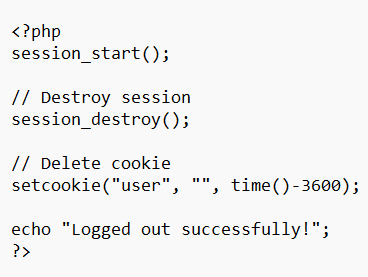 <?php
session_start();
// Destroy session
session_destroy();
// Delete cookie
setcookie("user", "", time()-3600);
echo "Logged out successfully!";
?>